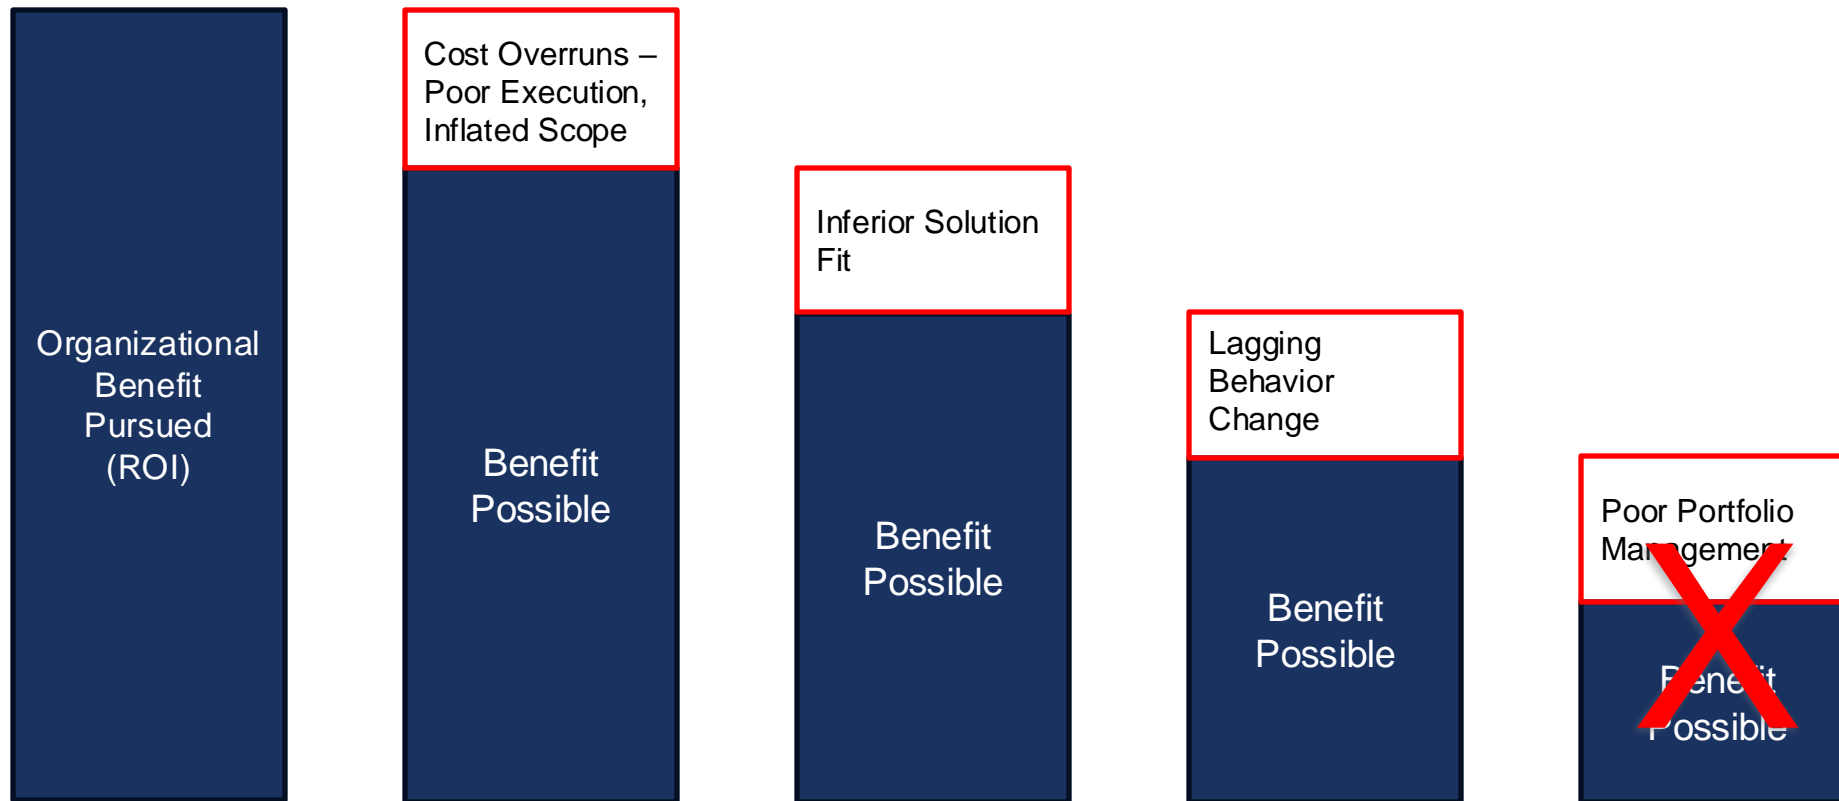 Organizational
Benefit
Pursued
(ROI)
Cost Overruns –
Poor Execution,
Inflated Scope
Benefit
Possible
Inferior Solution
Fit
Benefit
Possible
Lagging
Behavior
Change
Benefit
Possible
Poor Portfolio
Management
Benefit
Possible